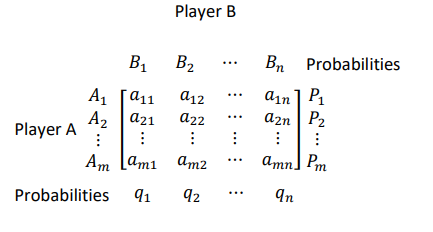 Player B
B₁ B₂ ⋯ Bₙ Probabilities
A₁ [a₁₁ a₁₂ ⋯ a₁ₙ] P₁
Player A A₂ [a₂₁ a₂₂ ⋯ a₂ₙ] P₂
⋮ ⋮ ⋮ ⋮ ⋮ ⋮
Aₘ [aₘ₁ aₘ₂ ⋯ aₘₙ] Pₘ
Probabilities q₁ q₂ ⋯ qₙ